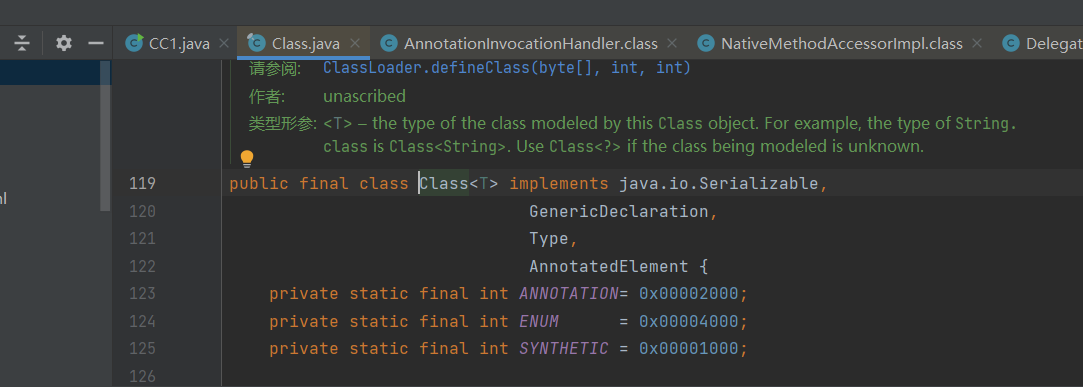 CC1.java
Class.java
AnnotationInvocationHandler.class
NativeMethodAccessorImpl.class
Delegat
请参阅: ClassLoader.defineClass(byte[], int, int)
作者: unascribed
类型形参: <T> – the type of the class modeled by this Class object. For example, the type of String.
class is Class<String>. Use Class<?> if the class being modeled is unknown.
119 public final class Class<T> implements java.io.Serializable,
120 GenericDeclaration,
121 Type,
122 AnnotatedElement {
123 private static final int ANNOTATION= 0x00002000;
124 private static final int ENUM      = 0x00004000;
125 private static final int SYNTHETIC = 0x00001000;
126